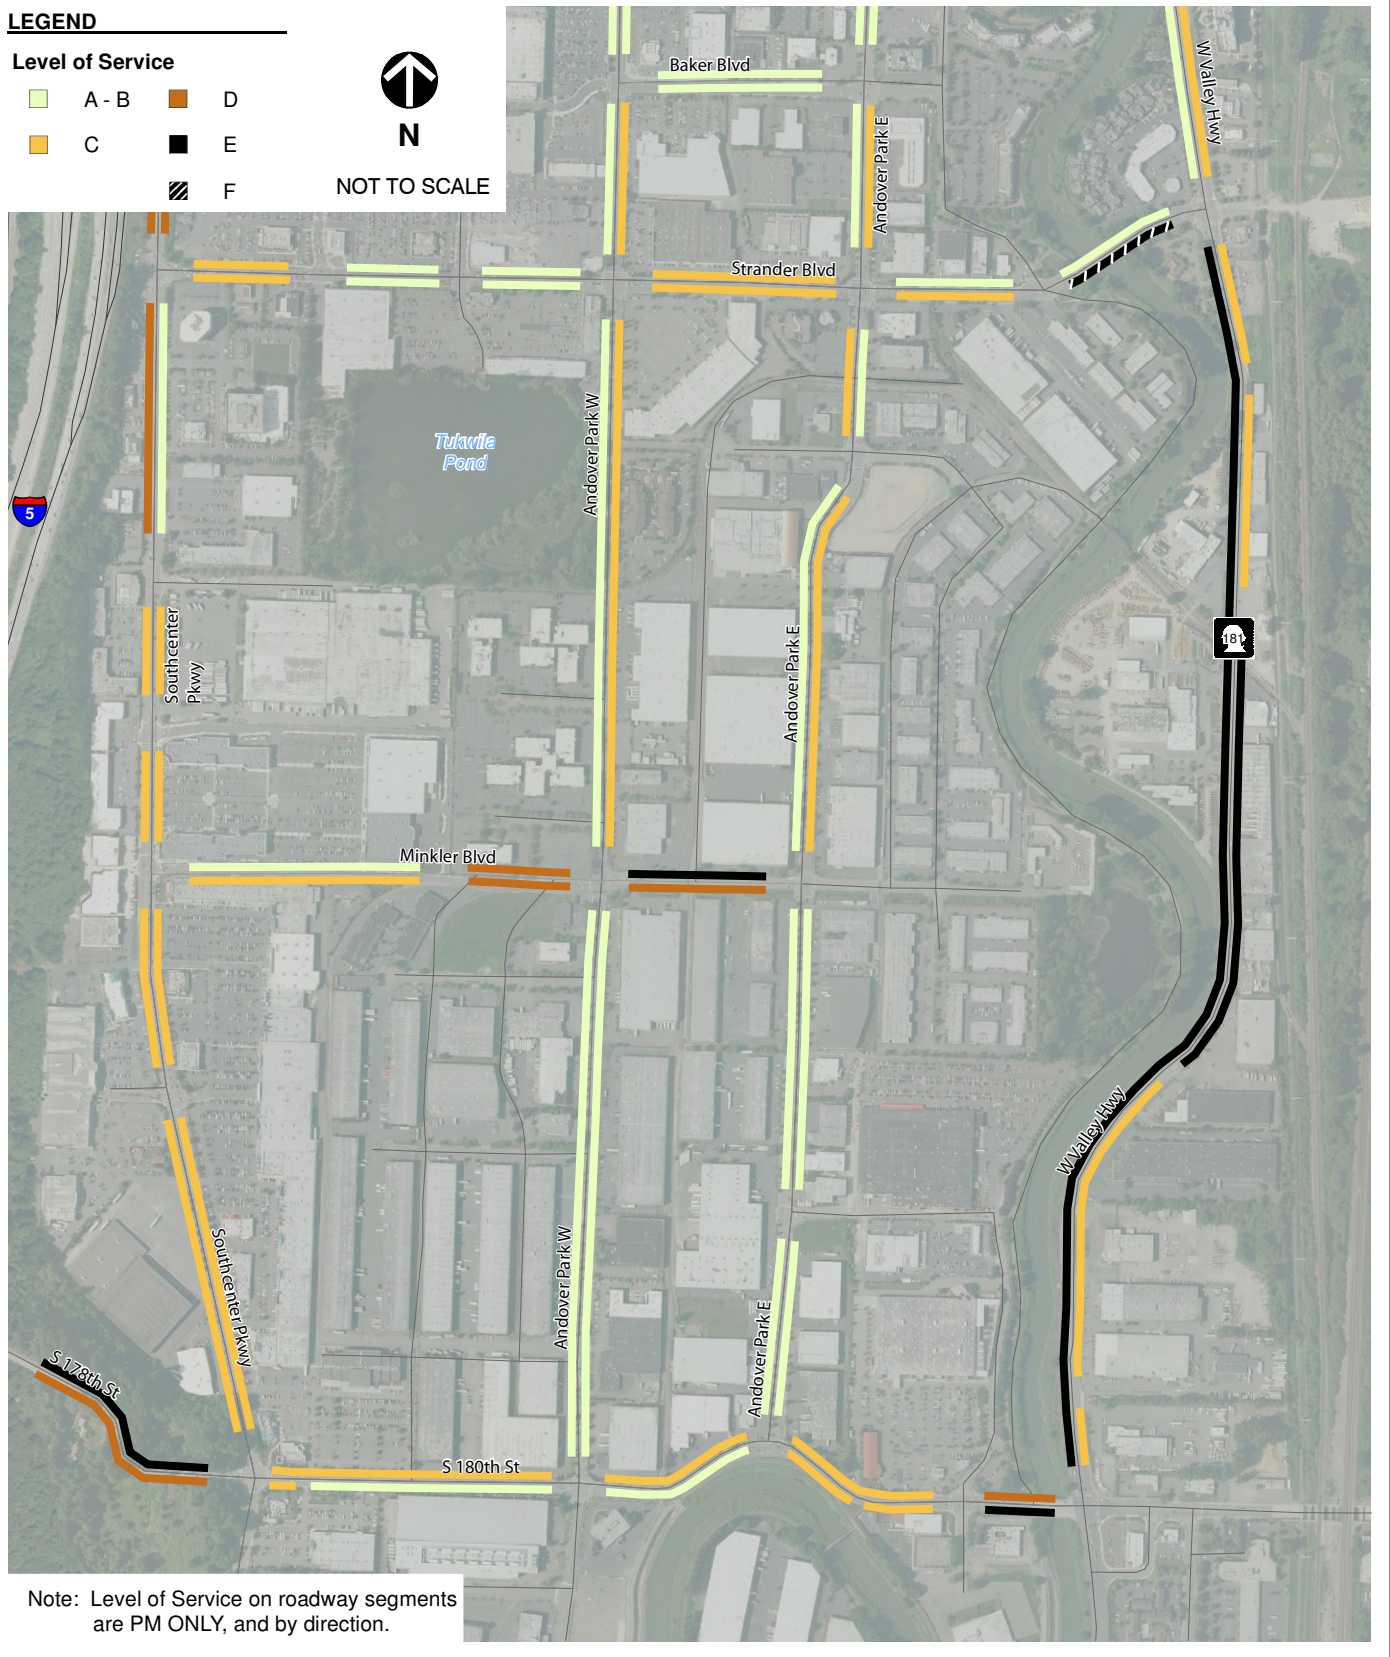 LEGEND
Level of Service
A - B
D
C
E
F
N
NOT TO SCALE
Baker Blvd
W Valley Hwy
Andover Park E
Strander Blvd
Andover Park W
Tukwila
Pond
5
Southcenter
Pkwy
Andover Park E
181
Minkler Blvd
W Valley Hwy
Southcenter Pkwy
Andover Park W
Andover Park E
S 178th St
S 180th St
Note: Level of Service on roadway segments
are PM ONLY, and by direction.